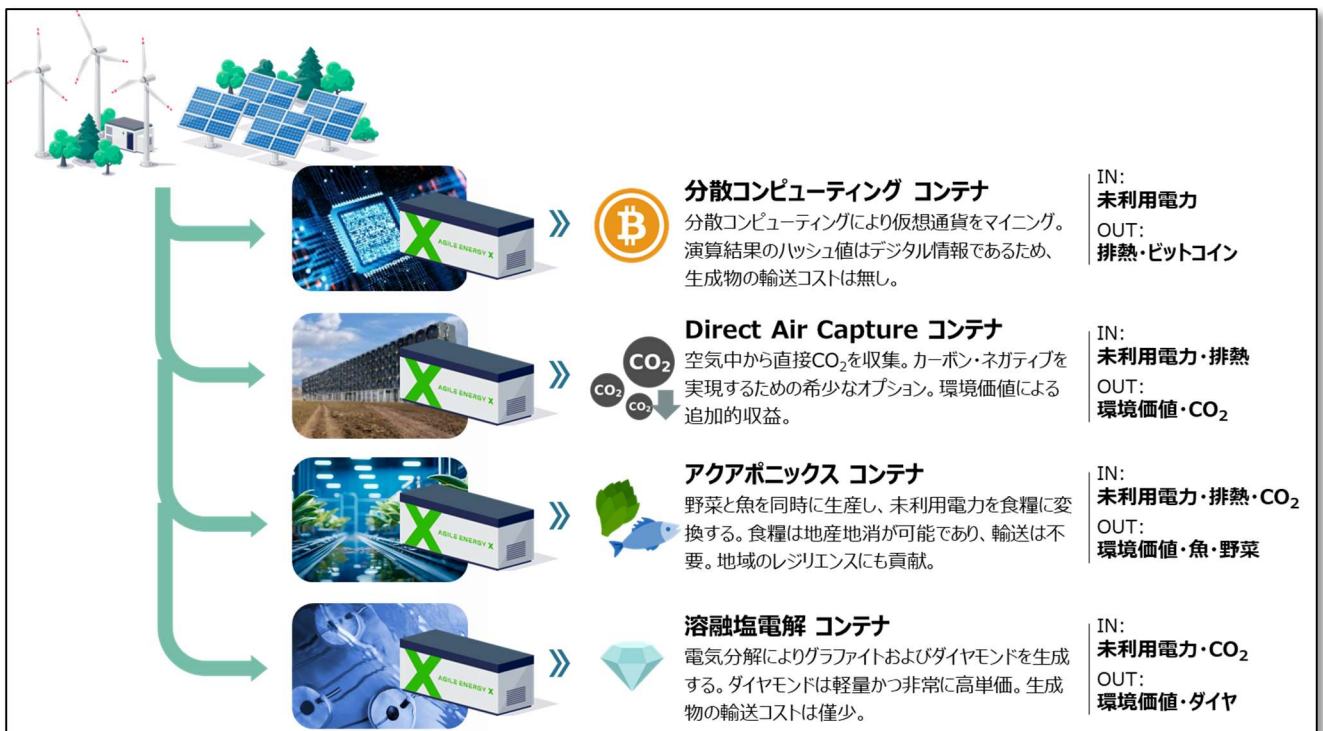 AGILE ENERGY X
分散コンピューティング コンテナ
分散コンピューティングにより仮想通貨をマイニング。
演算結果のハッシュ値はデジタル情報であるため、
生成物の輸送コストは無し。
IN:
未利用電力
OUT:
排熱・ビットコイン
AGILE ENERGY X
CO₂
CO₂
CO₂
Direct Air Capture コンテナ
空気中から直接CO₂を収集。カーボン・ネガティブを
実現するための希少なオプション。環境価値による
追加的収益。
IN:
未利用電力・排熱
OUT:
環境価値・CO₂
AGILE ENERGY X
アクアポニックス コンテナ
野菜と魚を同時に生産し、未利用電力を食糧に変
換する。食糧は地産地消が可能であり、輸送は不
要。地域のレジリエンスにも貢献。
IN:
未利用電力・排熱・CO₂
OUT:
環境価値・魚・野菜
AGILE ENERGY X
溶融塩電解 コンテナ
電気分解によりグラファイトおよびダイヤモンドを生成
する。ダイヤモンドは軽量かつ非常に高単価。生成
物の輸送コストは僅少。
IN:
未利用電力・CO₂
OUT:
環境価値・ダイヤ